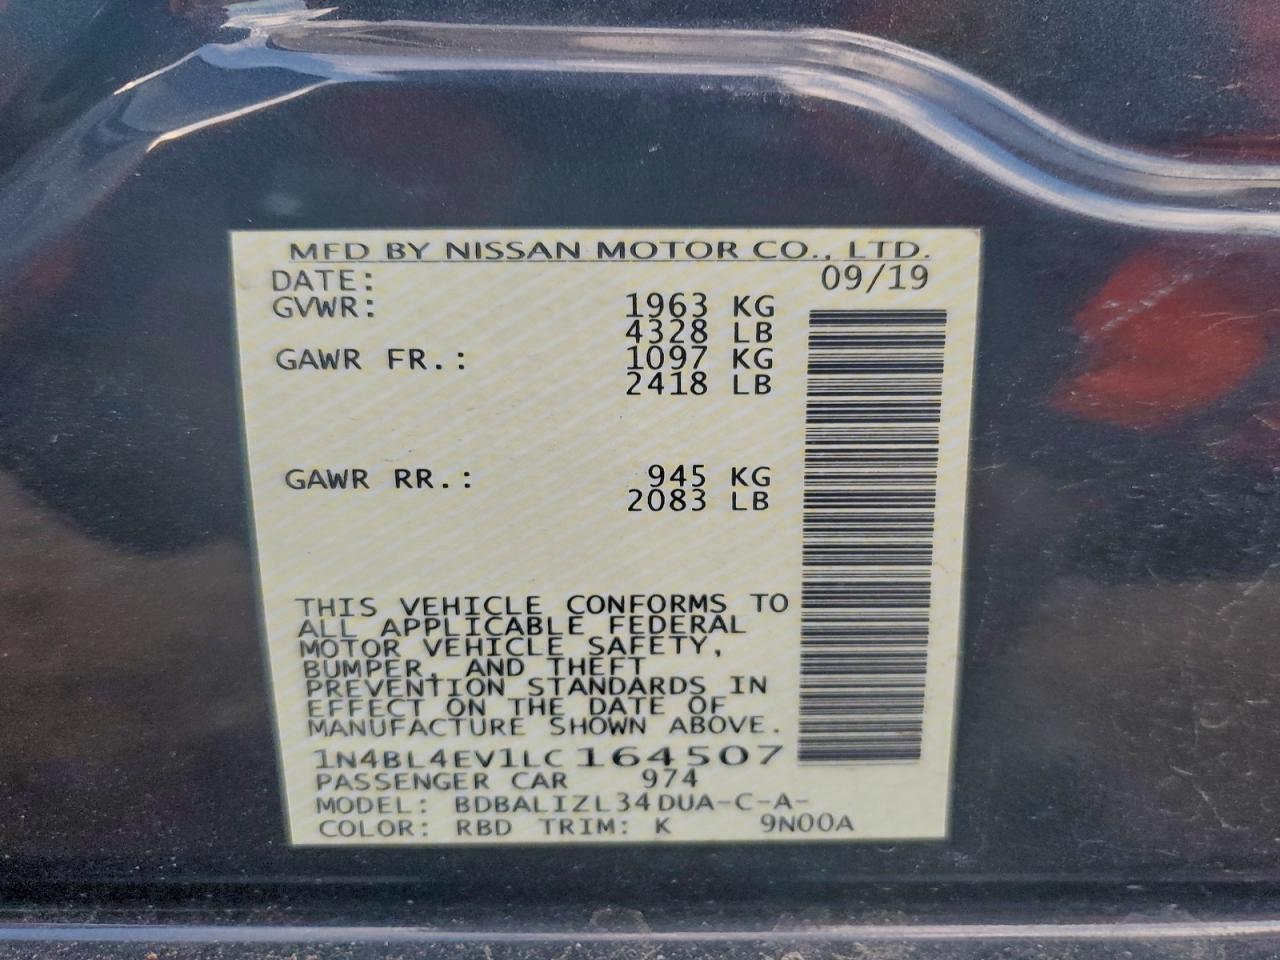 MFD BY NISSAN MOTOR CO., LTD.
DATE: 09/19
GVWR: 1963 KG
4328 LB
GAWR FR.: 1097 KG
2418 LB
GAWR RR.: 945 KG
2083 LB
THIS VEHICLE CONFORMS TO
ALL APPLICABLE FEDERAL
MOTOR VEHICLE SAFETY,
BUMPER, AND THEFT
PREVENTION STANDARDS IN
EFFECT ON THE DATE OF
MANUFACTURE SHOWN ABOVE.
1N4BL4EV1LC164507
PASSENGER CAR 974
MODEL: BDBALIZL34DUA-C-A-
COLOR: RBD TRIM: K 9N00A